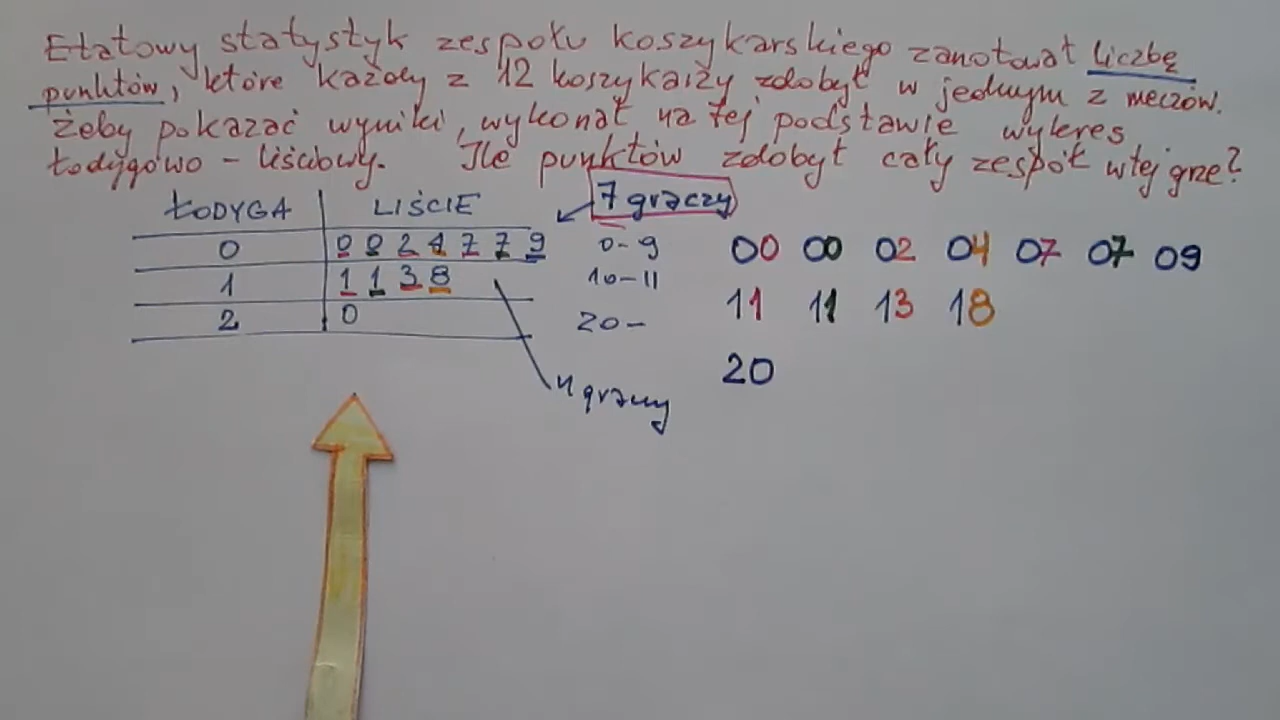 Etatowy statystyk zespołu koszykarskiego zanotował liczbę
punktów, które każdy z 12 koszykarzy zdobył w jednym z meczów.
Żeby pokazać wyniki, wykonał na tej podstawie wykres
łodygowo - liściowy. Ile punktów zdobył cały zespół w tej grze?
ŁODYGA LIŚCIE 7 graczy
0 0 0 2 4 7 7 9 0-9 00 00 02 04 07 07 09
1 1 1 3 8 10-11 11 11 13 18
2 0 20- 20
4 graczy